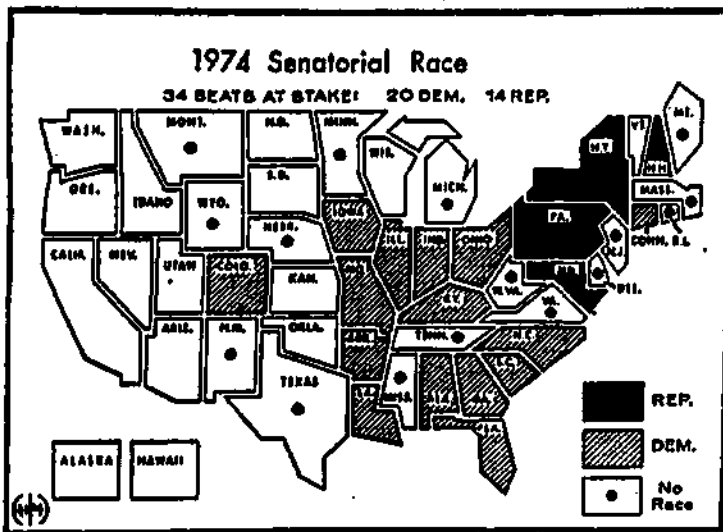 1974 Senatorial Race
34 SEATS AT STAKE: 20 DEM. 14 REP.
WASH.
MONT.
N.D.
MINN.
VT.
ME.
ORE.
IDAHO
WYO.
S.D.
WIS.
MICH.
N.Y.
N.H.
MASS.
NEBR.
IOWA
PA.
CONN. R.I.
CALIF.
NEV.
UTAH
COLO.
KAN.
MO.
ILL.
IND.
OHIO
W.VA.
VA.
MD.
N.J.
DEL.
KY.
ARIZ.
N.M.
OKLA.
ARK.
TENN.
N.C.
S.C.
TEXAS
LA.
MISS.
ALA.
GA.
FLA.
ALASKA
HAWAII
REP.
DEM.
No
Race